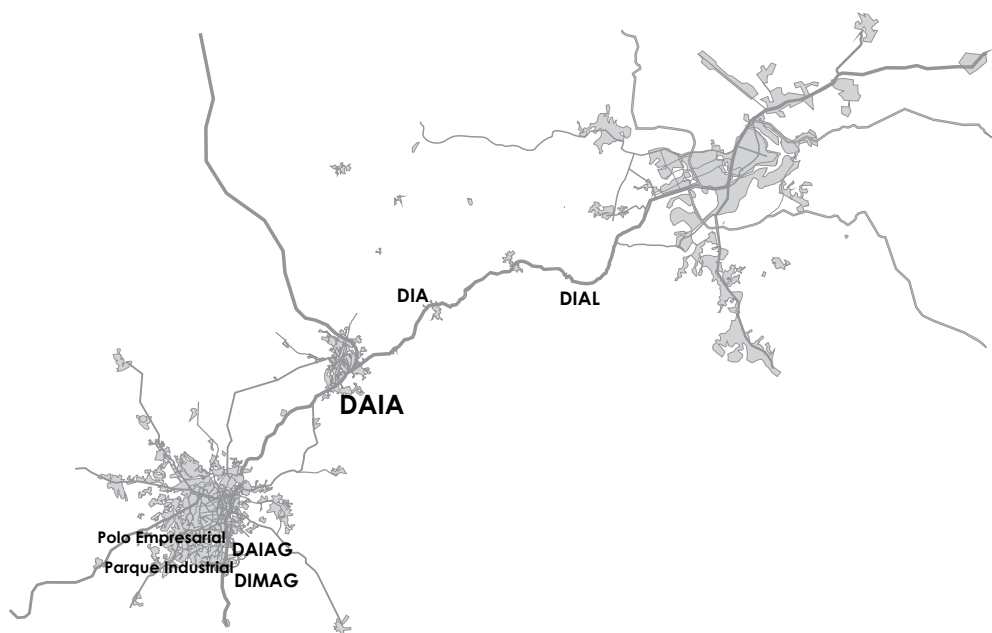 DIA
DIAL
DAIA
Polo Empresarial
DAIAG
Parque Industrial
DIMAG